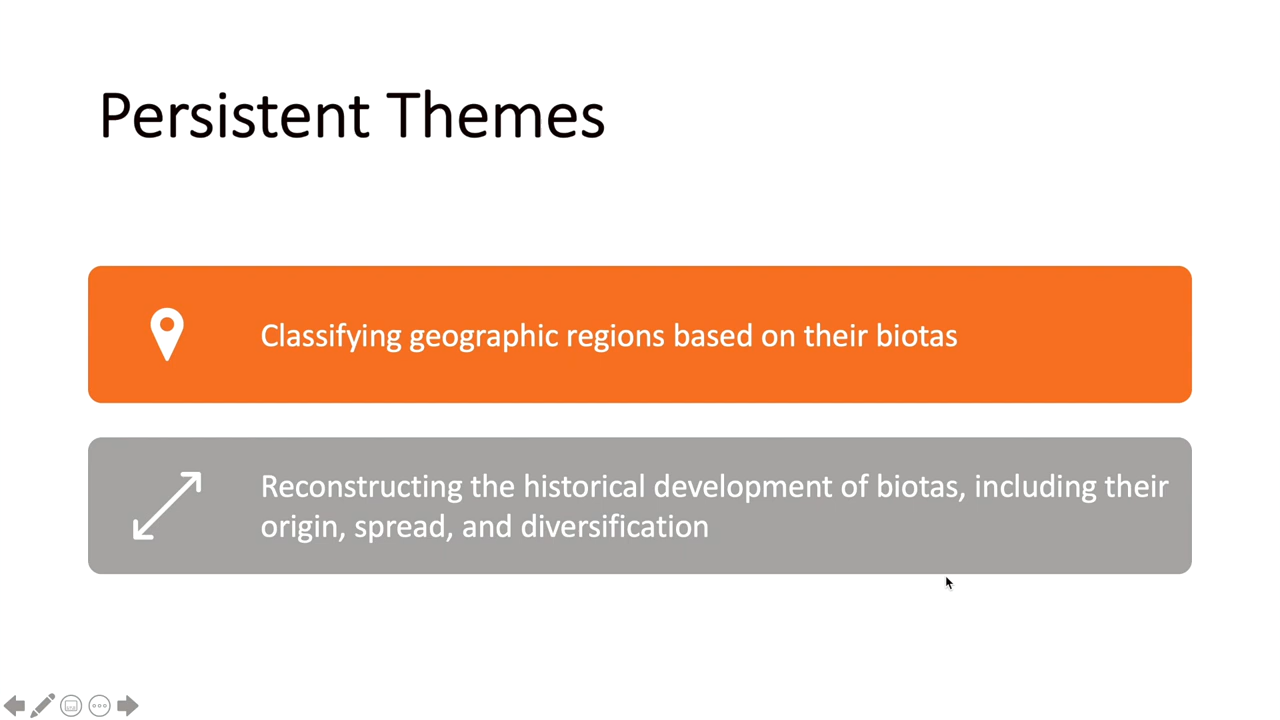 Persistent Themes
Classifying geographic regions based on their biotas
Reconstructing the historical development of biotas, including their
origin, spread, and diversification